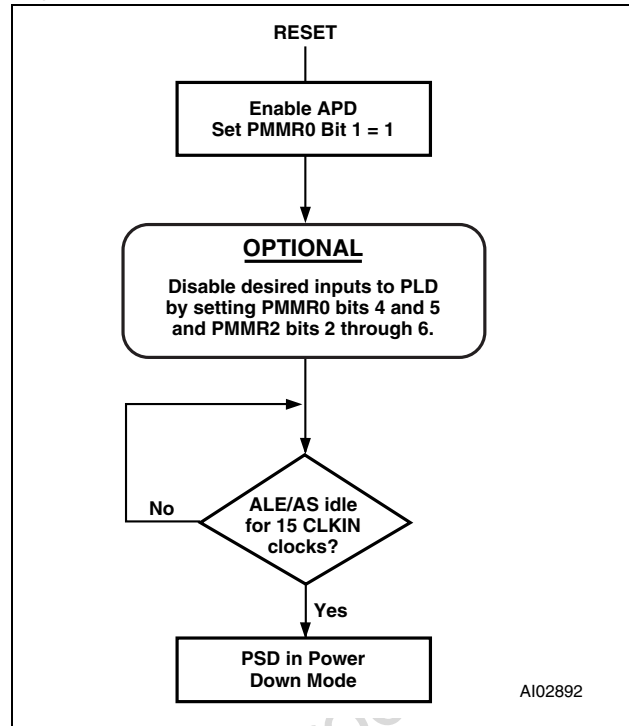 RESET
Enable APD
Set PMMR0 Bit 1 = 1
OPTIONAL
Disable desired inputs to PLD
by setting PMMR0 bits 4 and 5
and PMMR2 bits 2 through 6.
No
ALE/AS idle
for 15 CLKIN
clocks?
Yes
PSD in Power
Down Mode
AI02892